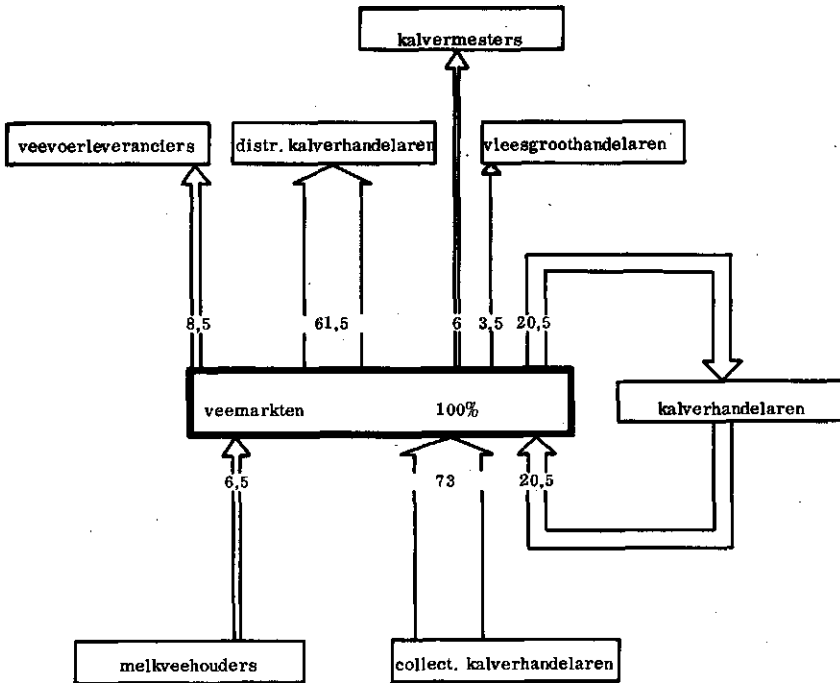 kalvermesters
veevoerleveranciers
distr. kalverhandelaren
vleesgroothandelaren
8,5
61,5
6
3,5
20,5
veemarkten 100%
kalverhandelaren
6,5
73
20,5
melkveehouders
collect. kalverhandelaren